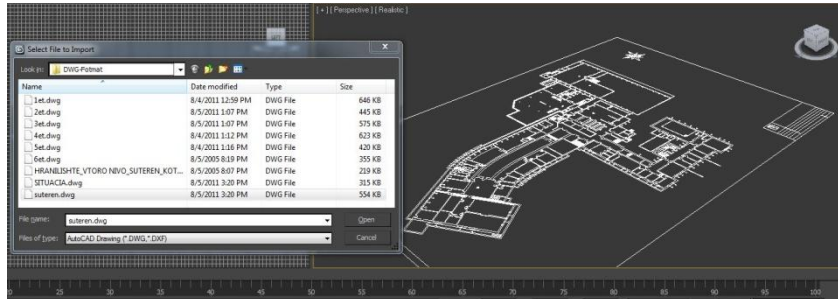 [ + ] [ Perspective ] [ Realistic ]
Select File to Import
Look in: DWG-Potmat
Name Date modified Type Size
1et.dwg 8/4/2011 12:59 PM DWG File 646 KB
2et.dwg 8/5/2011 1:07 PM DWG File 445 KB
3et.dwg 8/5/2011 1:07 PM DWG File 575 KB
4et.dwg 8/4/2011 1:12 PM DWG File 623 KB
5et.dwg 8/4/2011 1:16 PM DWG File 420 KB
6et.dwg 8/5/2005 8:19 PM DWG File 355 KB
HRANILISHTE_VTORO NIVO_SUTEREN_KOT... 8/5/2005 8:07 PM DWG File 219 KB
SITUACIA.dwg 8/5/2011 3:20 PM DWG File 315 KB
suteren.dwg 8/5/2011 3:20 PM DWG File 554 KB
File name: suteren.dwg Open
Files of type: AutoCAD Drawing (*.DWG,*.DXF) Cancel
25 30 35 40 45 50 55 60 65 70 75 80 85 90 95 100